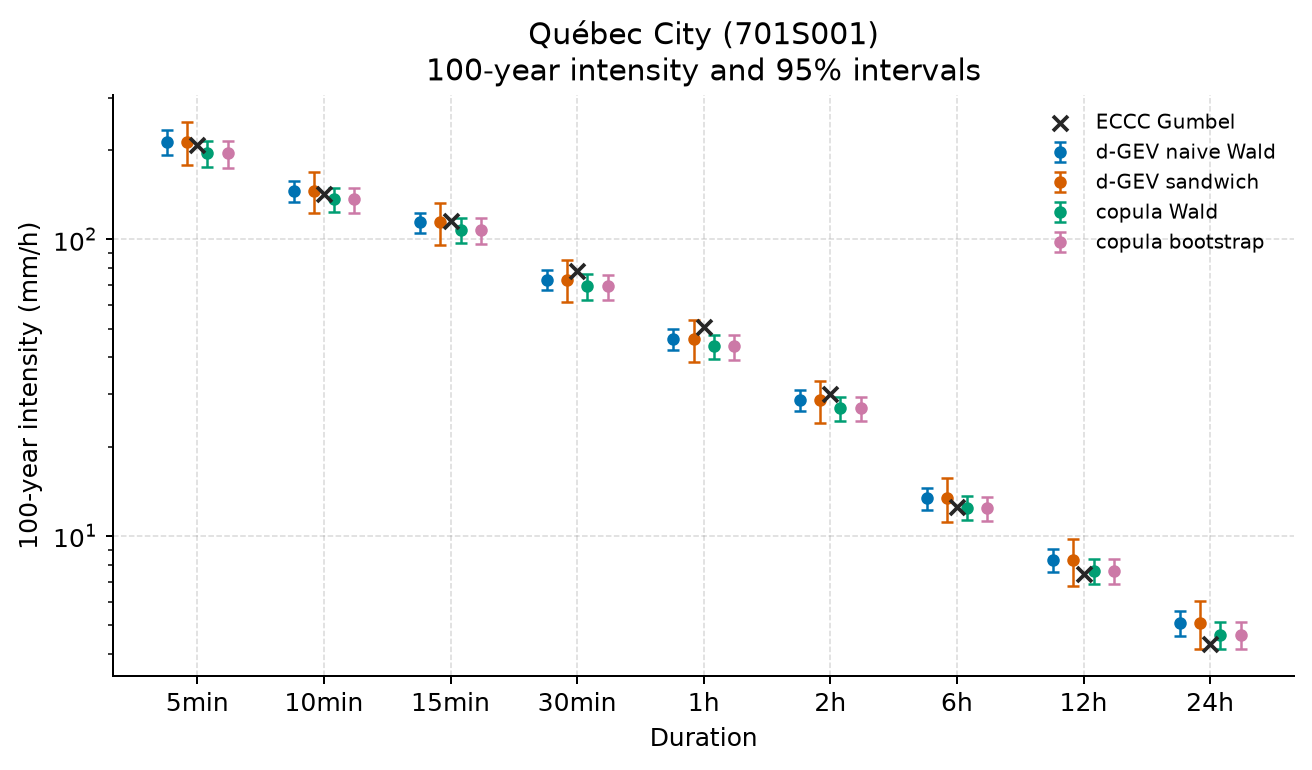 Québec City (701S001)
100-year intensity and 95% intervals
100-year intensity (mm/h)
10²
10¹
ECCC Gumbel
d-GEV naive Wald
d-GEV sandwich
copula Wald
copula bootstrap
5min 10min 15min 30min 1h 2h 6h 12h 24h
Duration